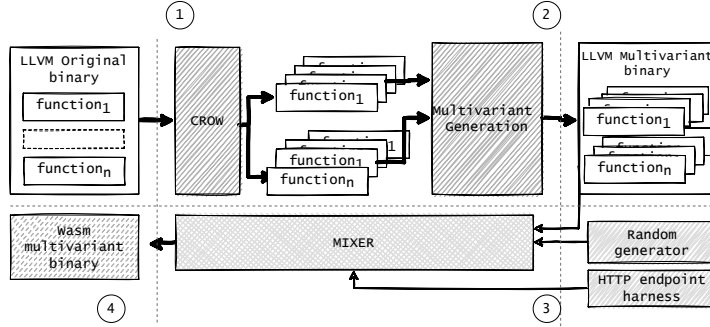 1
2
LLVM Original
binary
function1
functionn
CROW
function1
function1
functionn
Multivariant
Generation
LLVM Multivariant
binary
function1
functionn
Wasm
multivariant
binary
MIXER
Random
generator
HTTP endpoint
harness
4
3